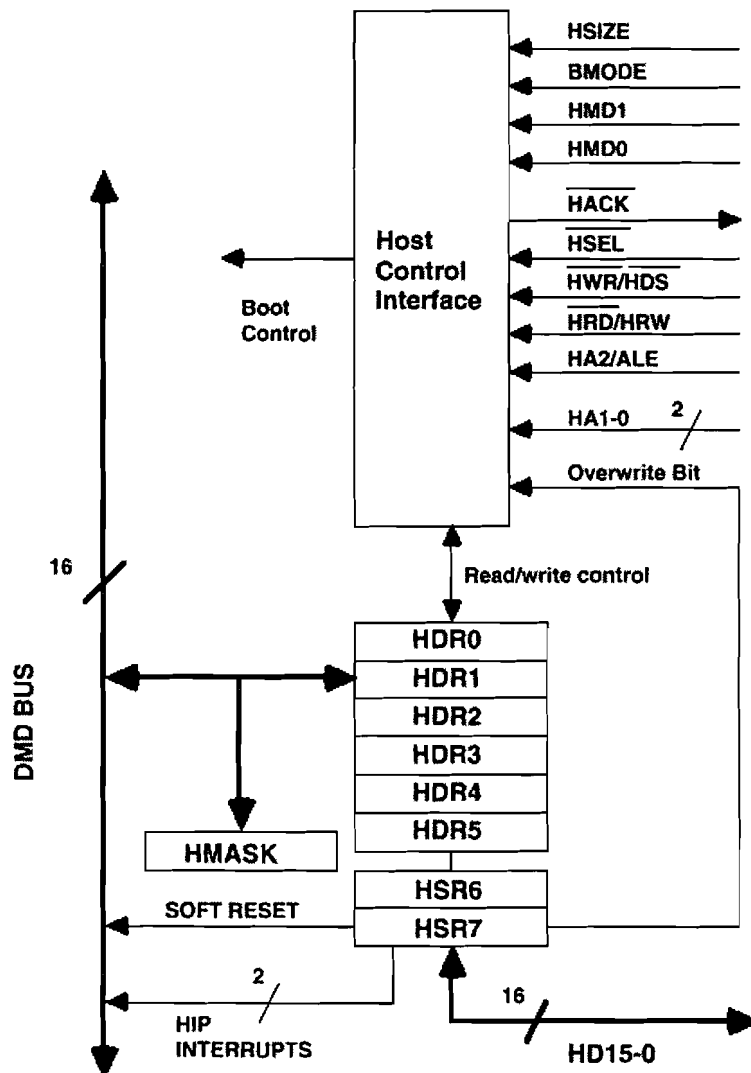 HSIZE
BMODE
HMD1
HMD0
HACK
Host
Control
Interface
HSEL
HWR/HDS
Boot
Control
HRD/HRW
HA2/ALE
HA1-0
2
Overwrite Bit
16
Read/write control
DMD BUS
HDR0
HDR1
HDR2
HDR3
HDR4
HDR5
HMASK
HSR6
SOFT RESET
HSR7
2
HIP
INTERRUPTS
16
HD15-0